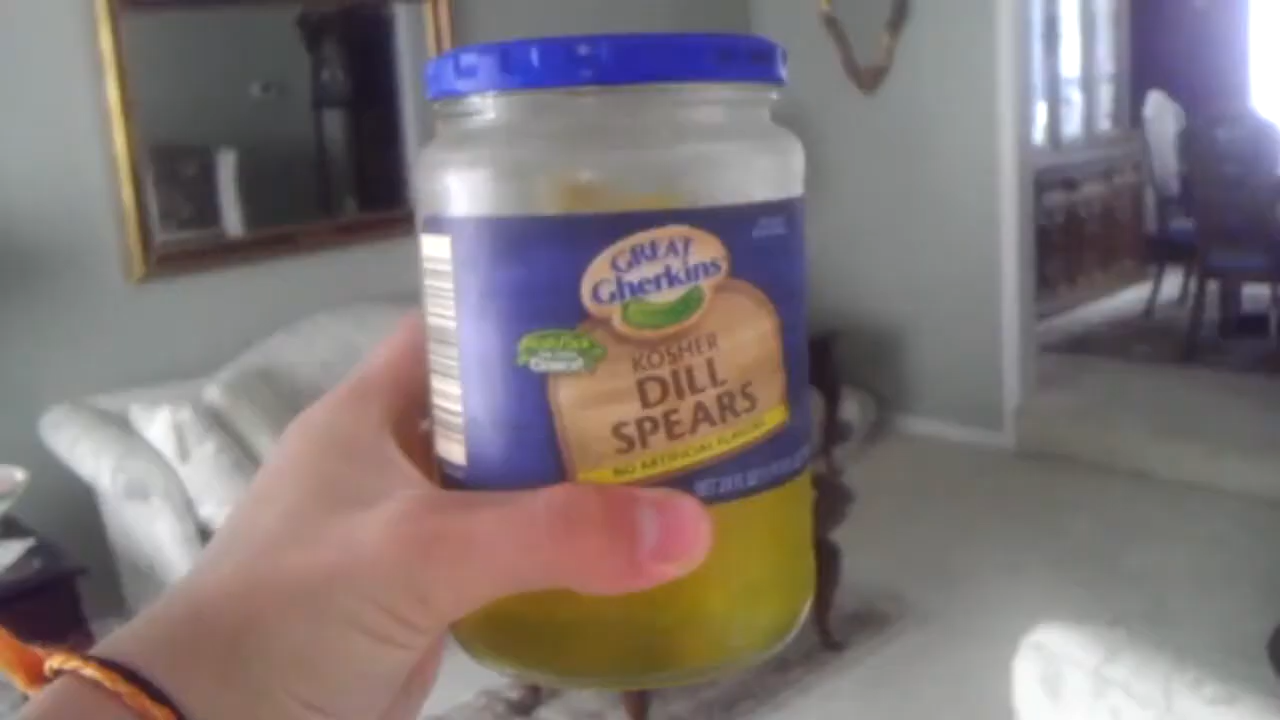 GREAT
Gherkins
KOSHER
DILL
SPEARS
NO ARTIFICIAL FLAVORS